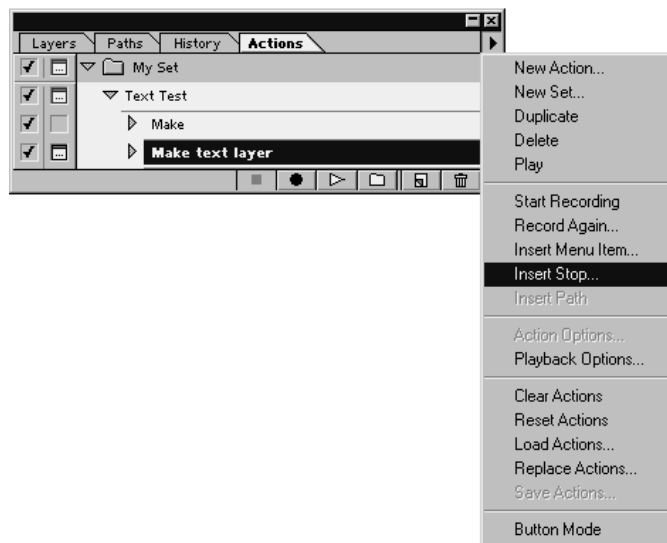 Layers Paths History Actions
My Set
Text Test
Make
Make text layer
New Action...
New Set...
Duplicate
Delete
Play
Start Recording
Record Again...
Insert Menu Item...
Insert Stop...
Insert Path
Action Options...
Playback Options...
Clear Actions
Reset Actions
Load Actions...
Replace Actions...
Save Actions...
Button Mode